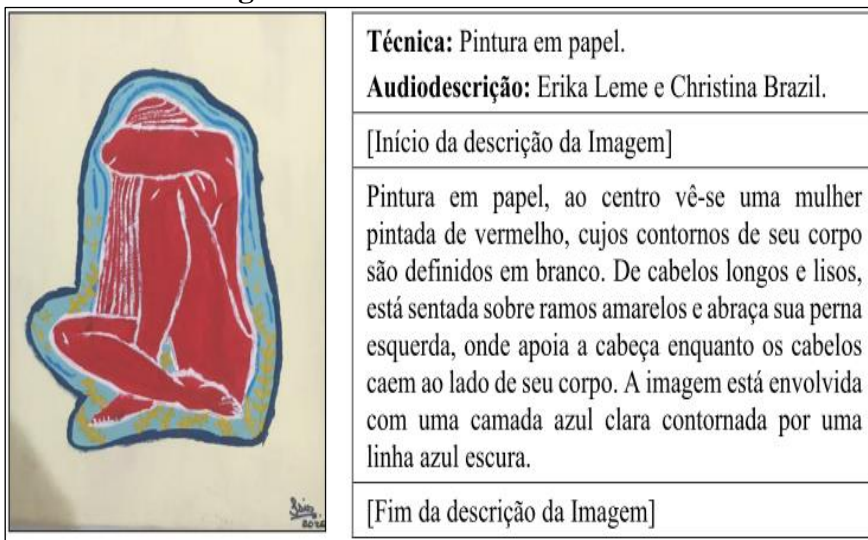 Técnica: Pintura em papel.
Audiodescrição: Erika Leme e Christina Brazil.
[Início da descrição da Imagem]
Pintura em papel, ao centro vê-se uma mulher
pintada de vermelho, cujos contornos de seu corpo
são definidos em branco. De cabelos longos e lisos,
está sentada sobre ramos amarelos e abraça sua perna
esquerda, onde apoia a cabeça enquanto os cabelos
caem ao lado de seu corpo. A imagem está envolvida
com uma camada azul clara contornada por uma
linha azul escura.
[Fim da descrição da Imagem]